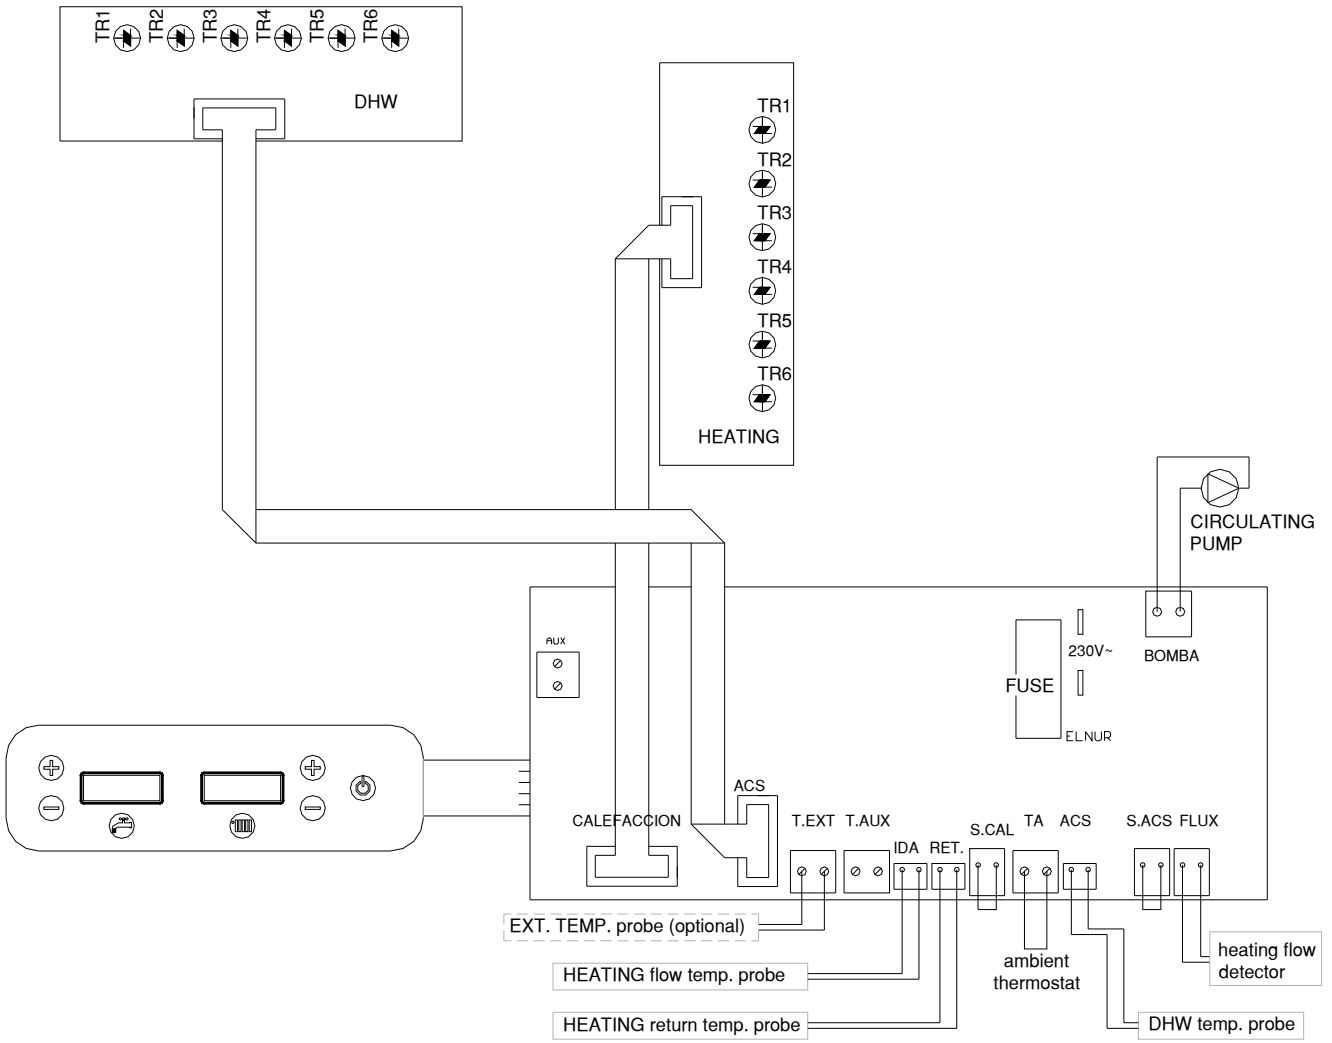 TR1
TR2
TR3
TR4
TR5
TR6
DHW
TR1
TR2
TR3
TR4
TR5
TR6
HEATING
CIRCULATING
PUMP
AUX
230V~
BOMBA
FUSE
ELNUR
ACS
CALEFACCION
T.EXT
T.AUX
IDA
RET.
S.CAL
TA
ACS
S.ACS
FLUX
EXT. TEMP. probe (optional)
HEATING flow temp. probe
HEATING return temp. probe
ambient
thermostat
DHW temp. probe
heating flow
detector